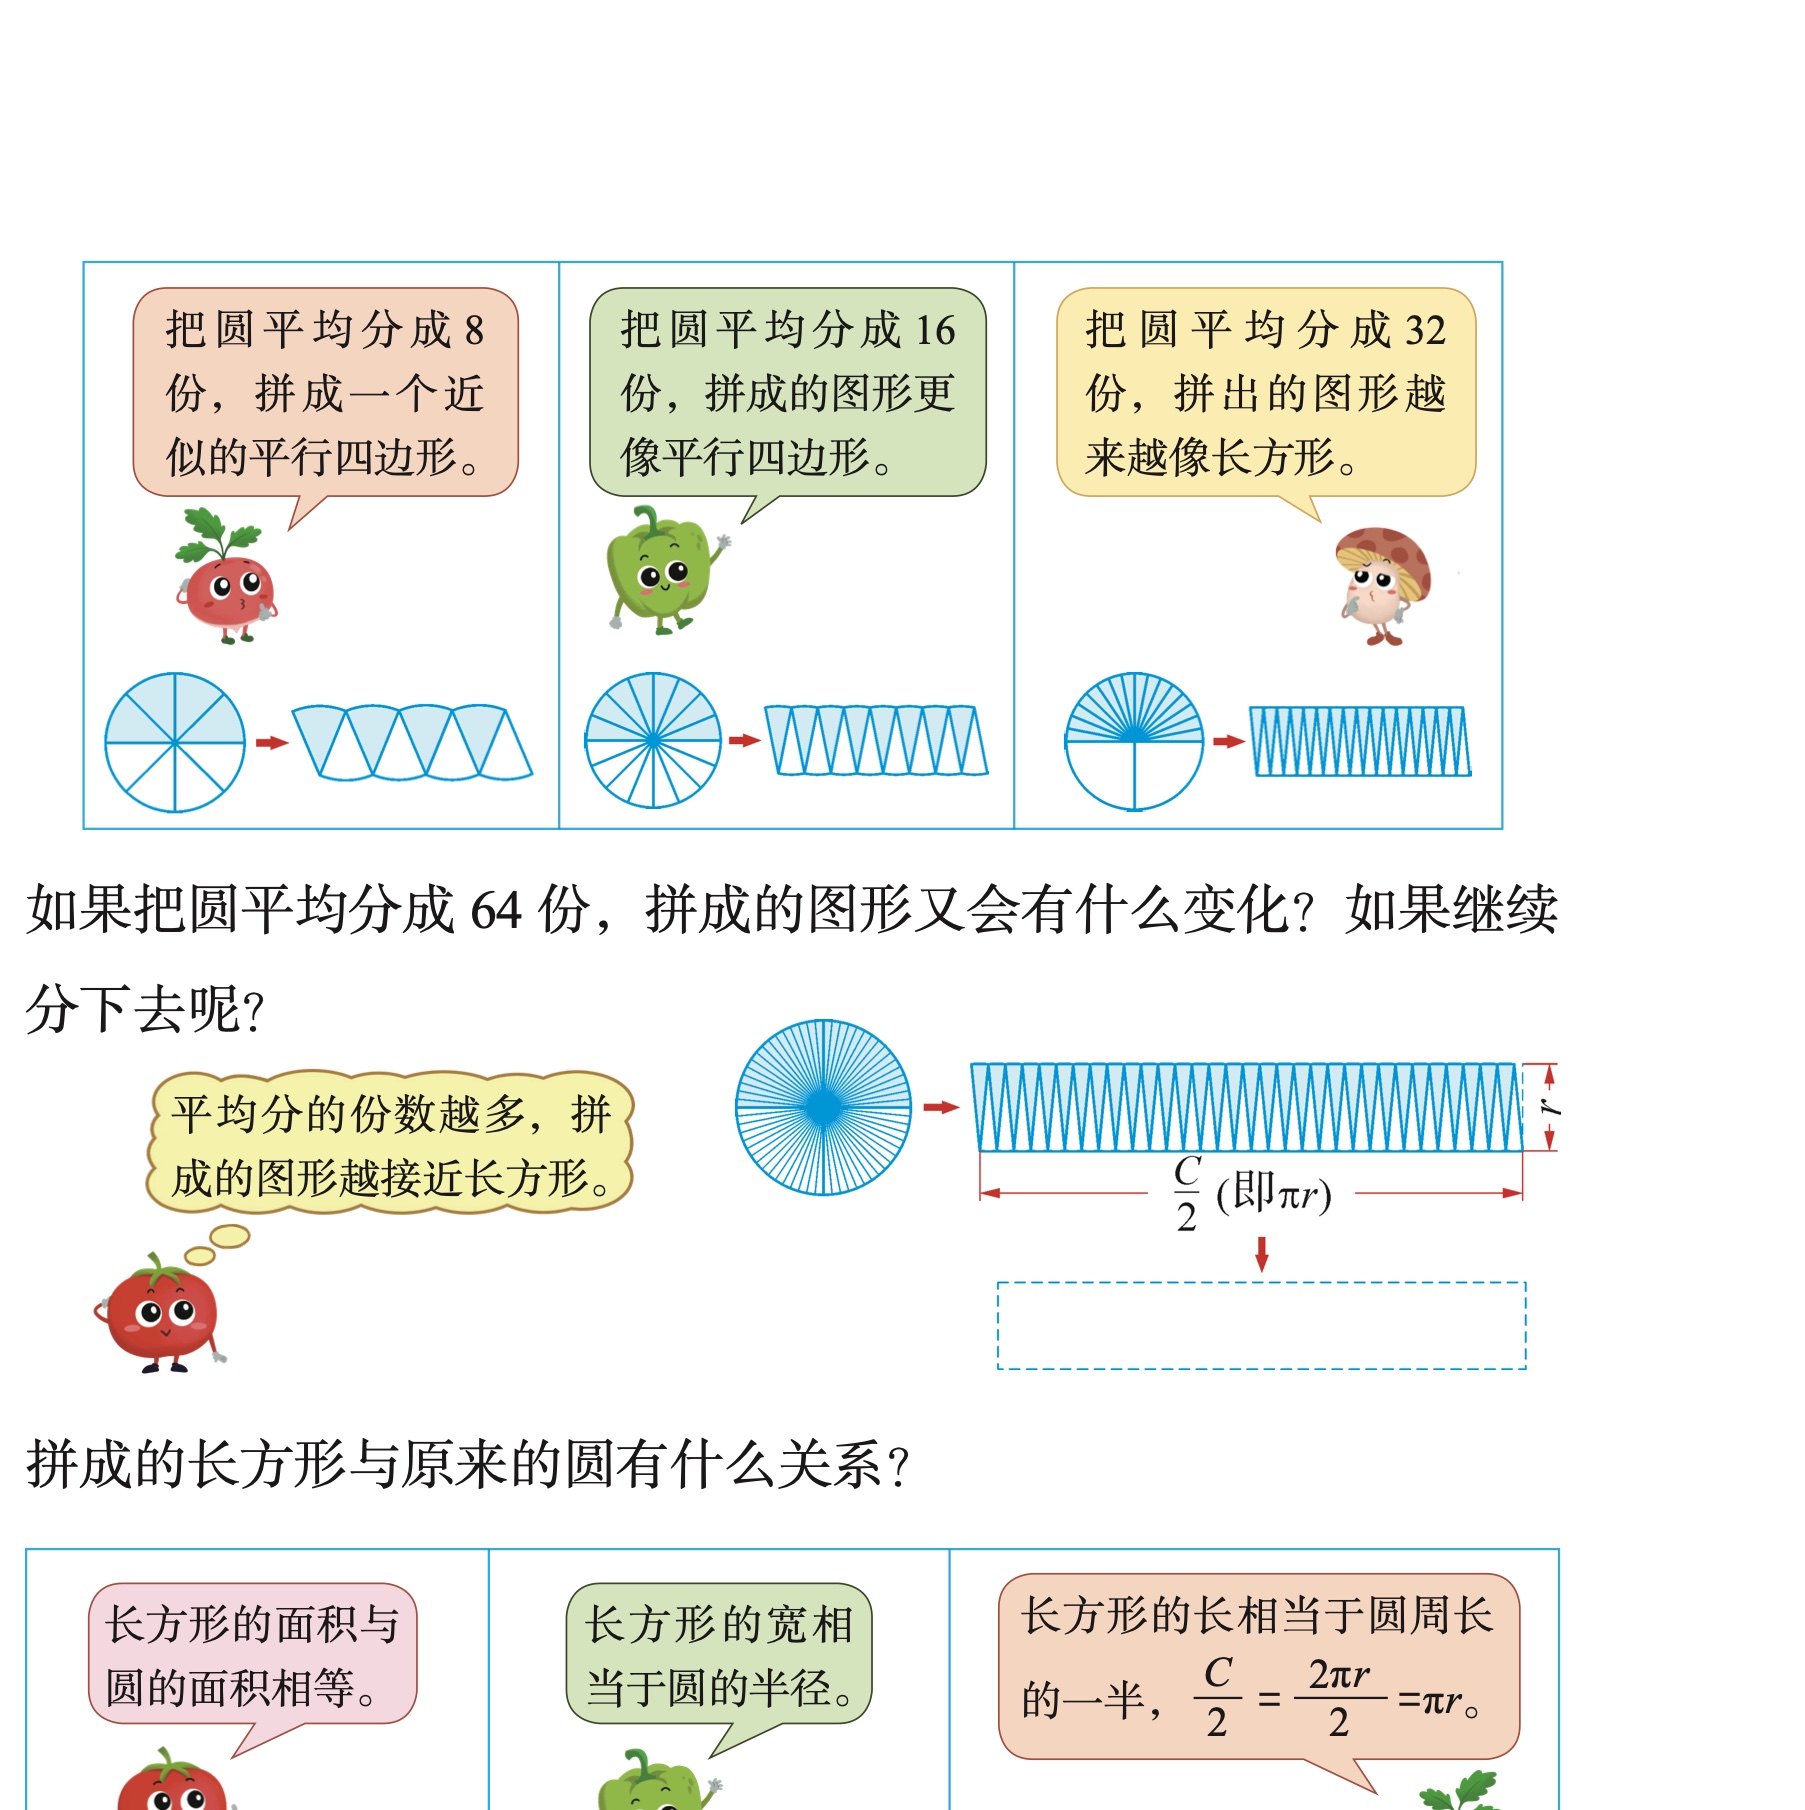 把圆平均分成 8
份，拼成一个近
似的平行四边形。
把圆平均分成 16
份，拼成的图形更
像平行四边形。
把圆平均分成 32
份，拼出的图形越
来越像长方形。
如果把圆平均分成 64 份，拼成的图形又会有什么变化？如果继续
分下去呢？
平均分的份数越多，拼
成的图形越接近长方形。
r
C/2 (即πr)
拼成的长方形与原来的圆有什么关系？
长方形的面积与
圆的面积相等。
长方形的宽相
当于圆的半径。
长方形的长相当于圆周长
的一半，C/2 = 2πr/2 =πr。